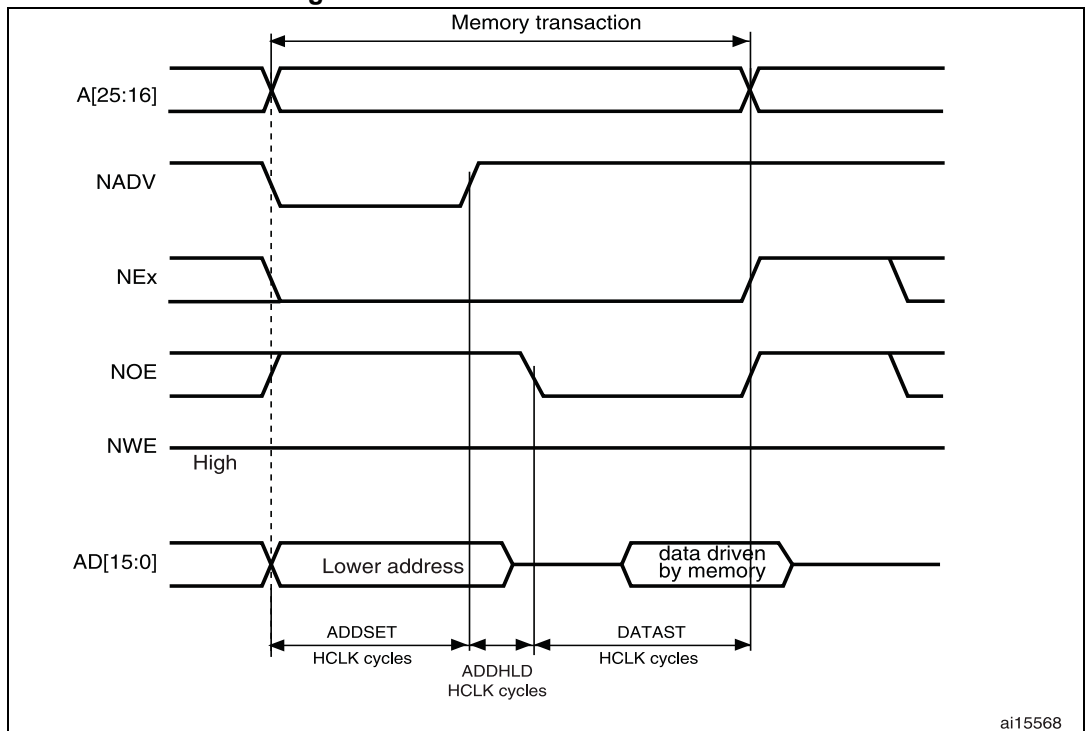 Memory transaction
A[25:16]
NADV
NEx
NOE
NWE
High
AD[15:0]
Lower address
data driven
by memory
ADDSET
HCLK cycles
ADDHLD
HCLK cycles
DATAST
HCLK cycles
ai15568